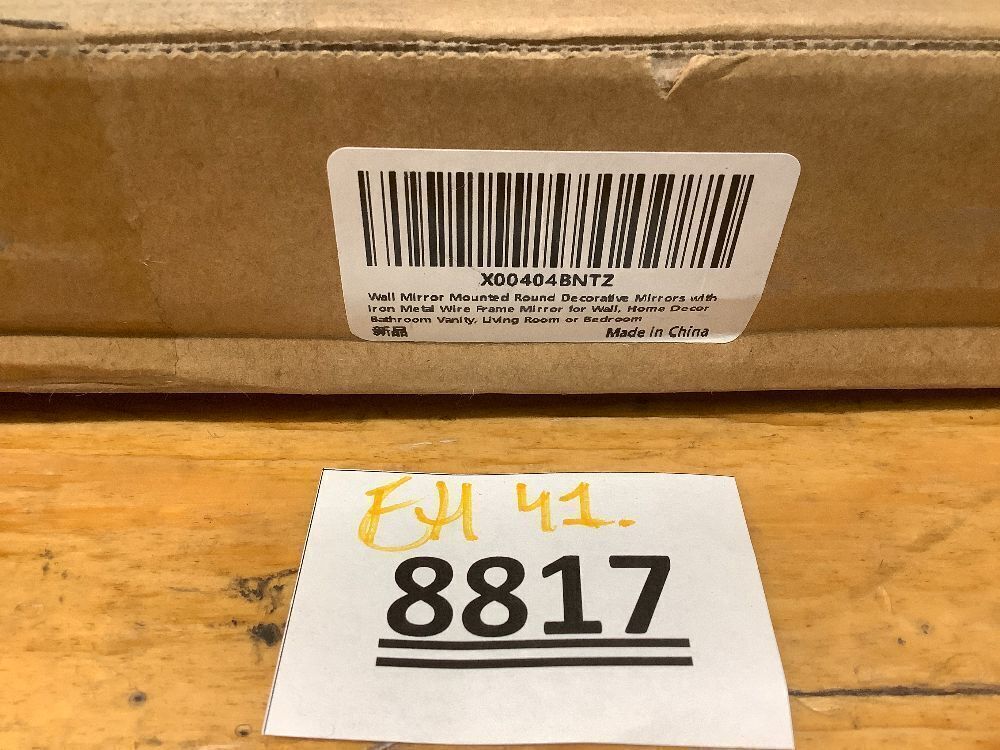 X00404BNTZ
Wall Mirror Mounted Round Decorative Mirrors with
Iron Metal Wire Frame Mirror for Wall, Home Decor
Bathroom Vanity, Living Room or Bedroom
新品 Made in China
EH 41.
8817